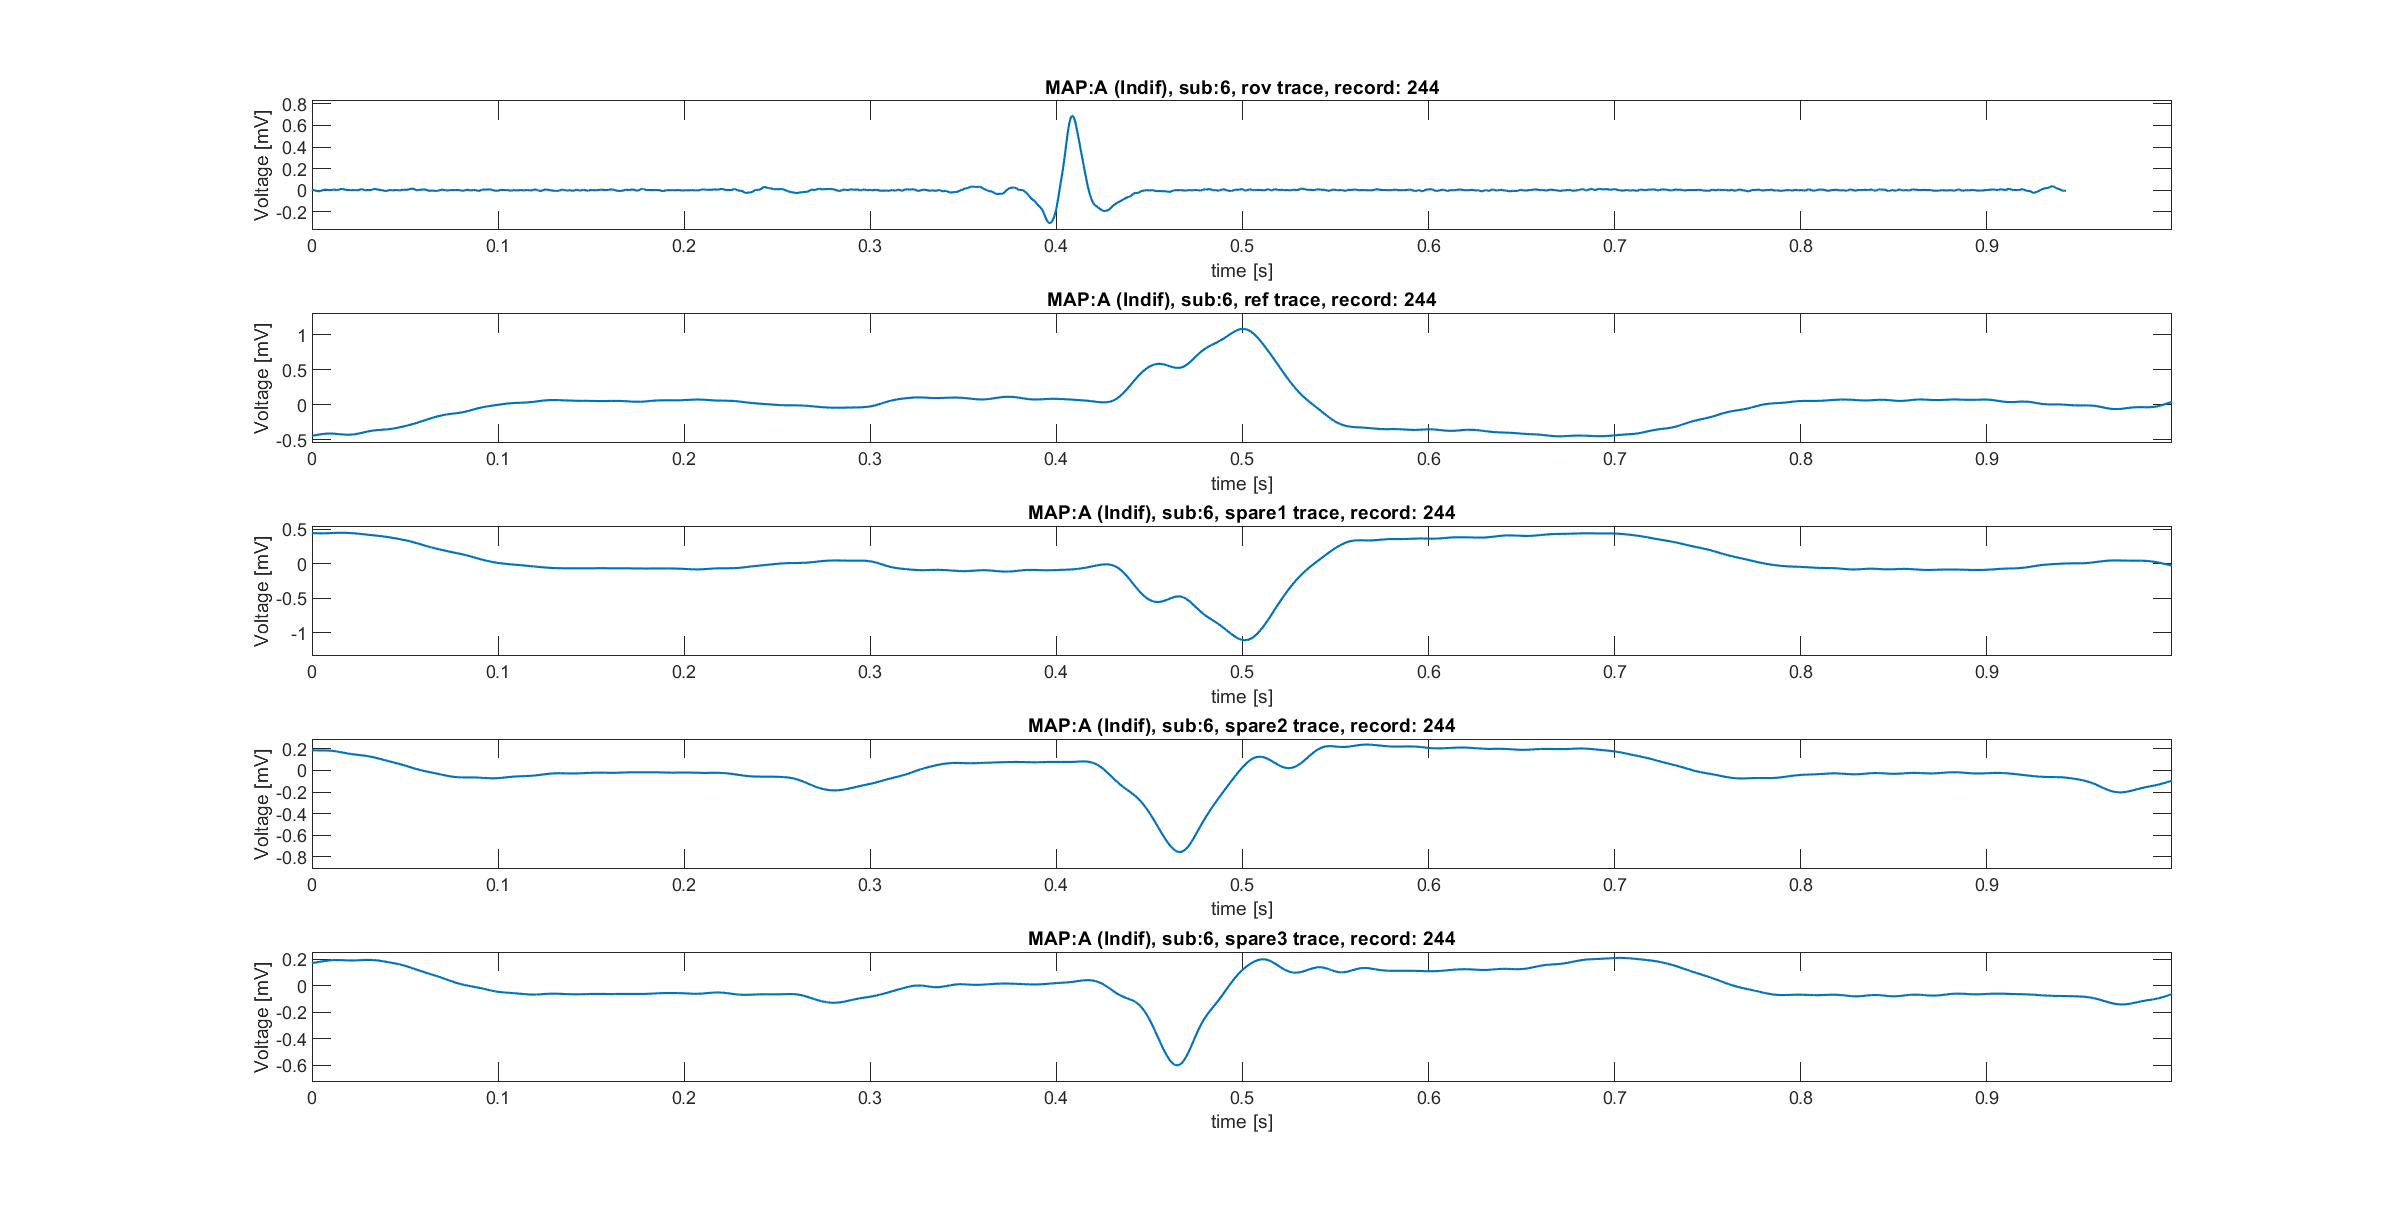 MAP:A (Indif), sub:6, rov trace, record: 244
Voltage [mV]
0.8
0.6
0.4
0.2
0
-0.2
0 0.1 0.2 0.3 0.4 0.5 0.6 0.7 0.8 0.9
time [s]
MAP:A (Indif), sub:6, ref trace, record: 244
Voltage [mV]
1
0.5
0
-0.5
0 0.1 0.2 0.3 0.4 0.5 0.6 0.7 0.8 0.9
time [s]
MAP:A (Indif), sub:6, spare1 trace, record: 244
Voltage [mV]
0.5
0
-0.5
-1
0 0.1 0.2 0.3 0.4 0.5 0.6 0.7 0.8 0.9
time [s]
MAP:A (Indif), sub:6, spare2 trace, record: 244
Voltage [mV]
0.2
0
-0.2
-0.4
-0.6
-0.8
0 0.1 0.2 0.3 0.4 0.5 0.6 0.7 0.8 0.9
time [s]
MAP:A (Indif), sub:6, spare3 trace, record: 244
Voltage [mV]
0.2
0
-0.2
-0.4
-0.6
0 0.1 0.2 0.3 0.4 0.5 0.6 0.7 0.8 0.9
time [s]